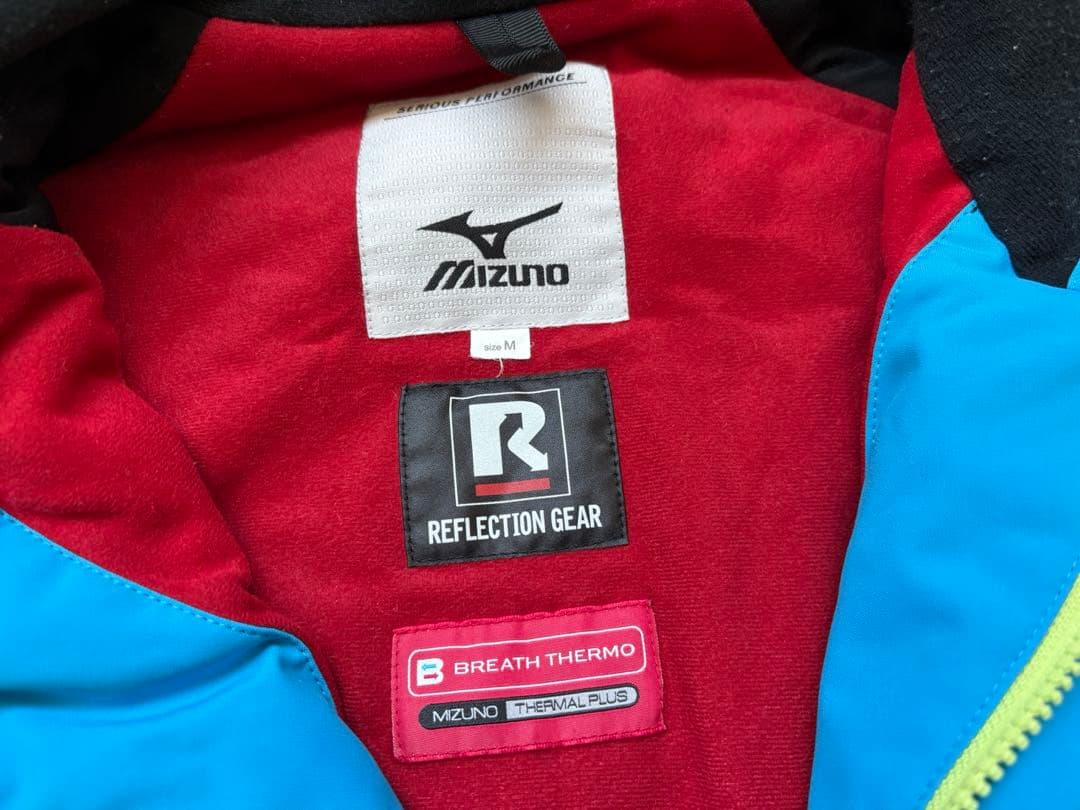 SERIOUS PERFORMANCE
MIZUNO
size M
R
REFLECTION GEAR
B BREATH THERMO
MIZUNO THERMAL PLUS